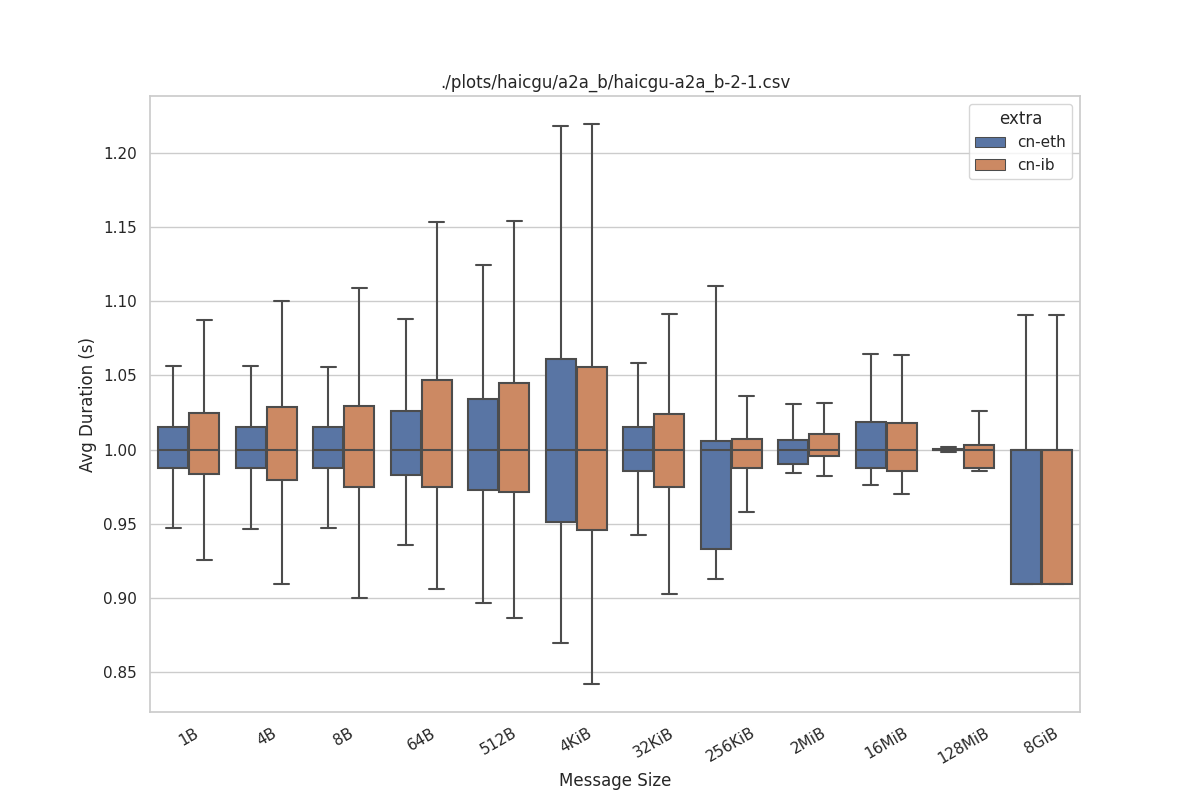 ./plots/haicgu/a2a_b/haicgu-a2a_b-2-1.csv
extra
cn-eth
cn-ib
Avg Duration (s)
1.20
1.15
1.10
1.05
1.00
0.95
0.90
0.85
1B
4B
8B
64B
512B
4KiB
32KiB
256KiB
2MiB
16MiB
128MiB
8GiB
Message Size